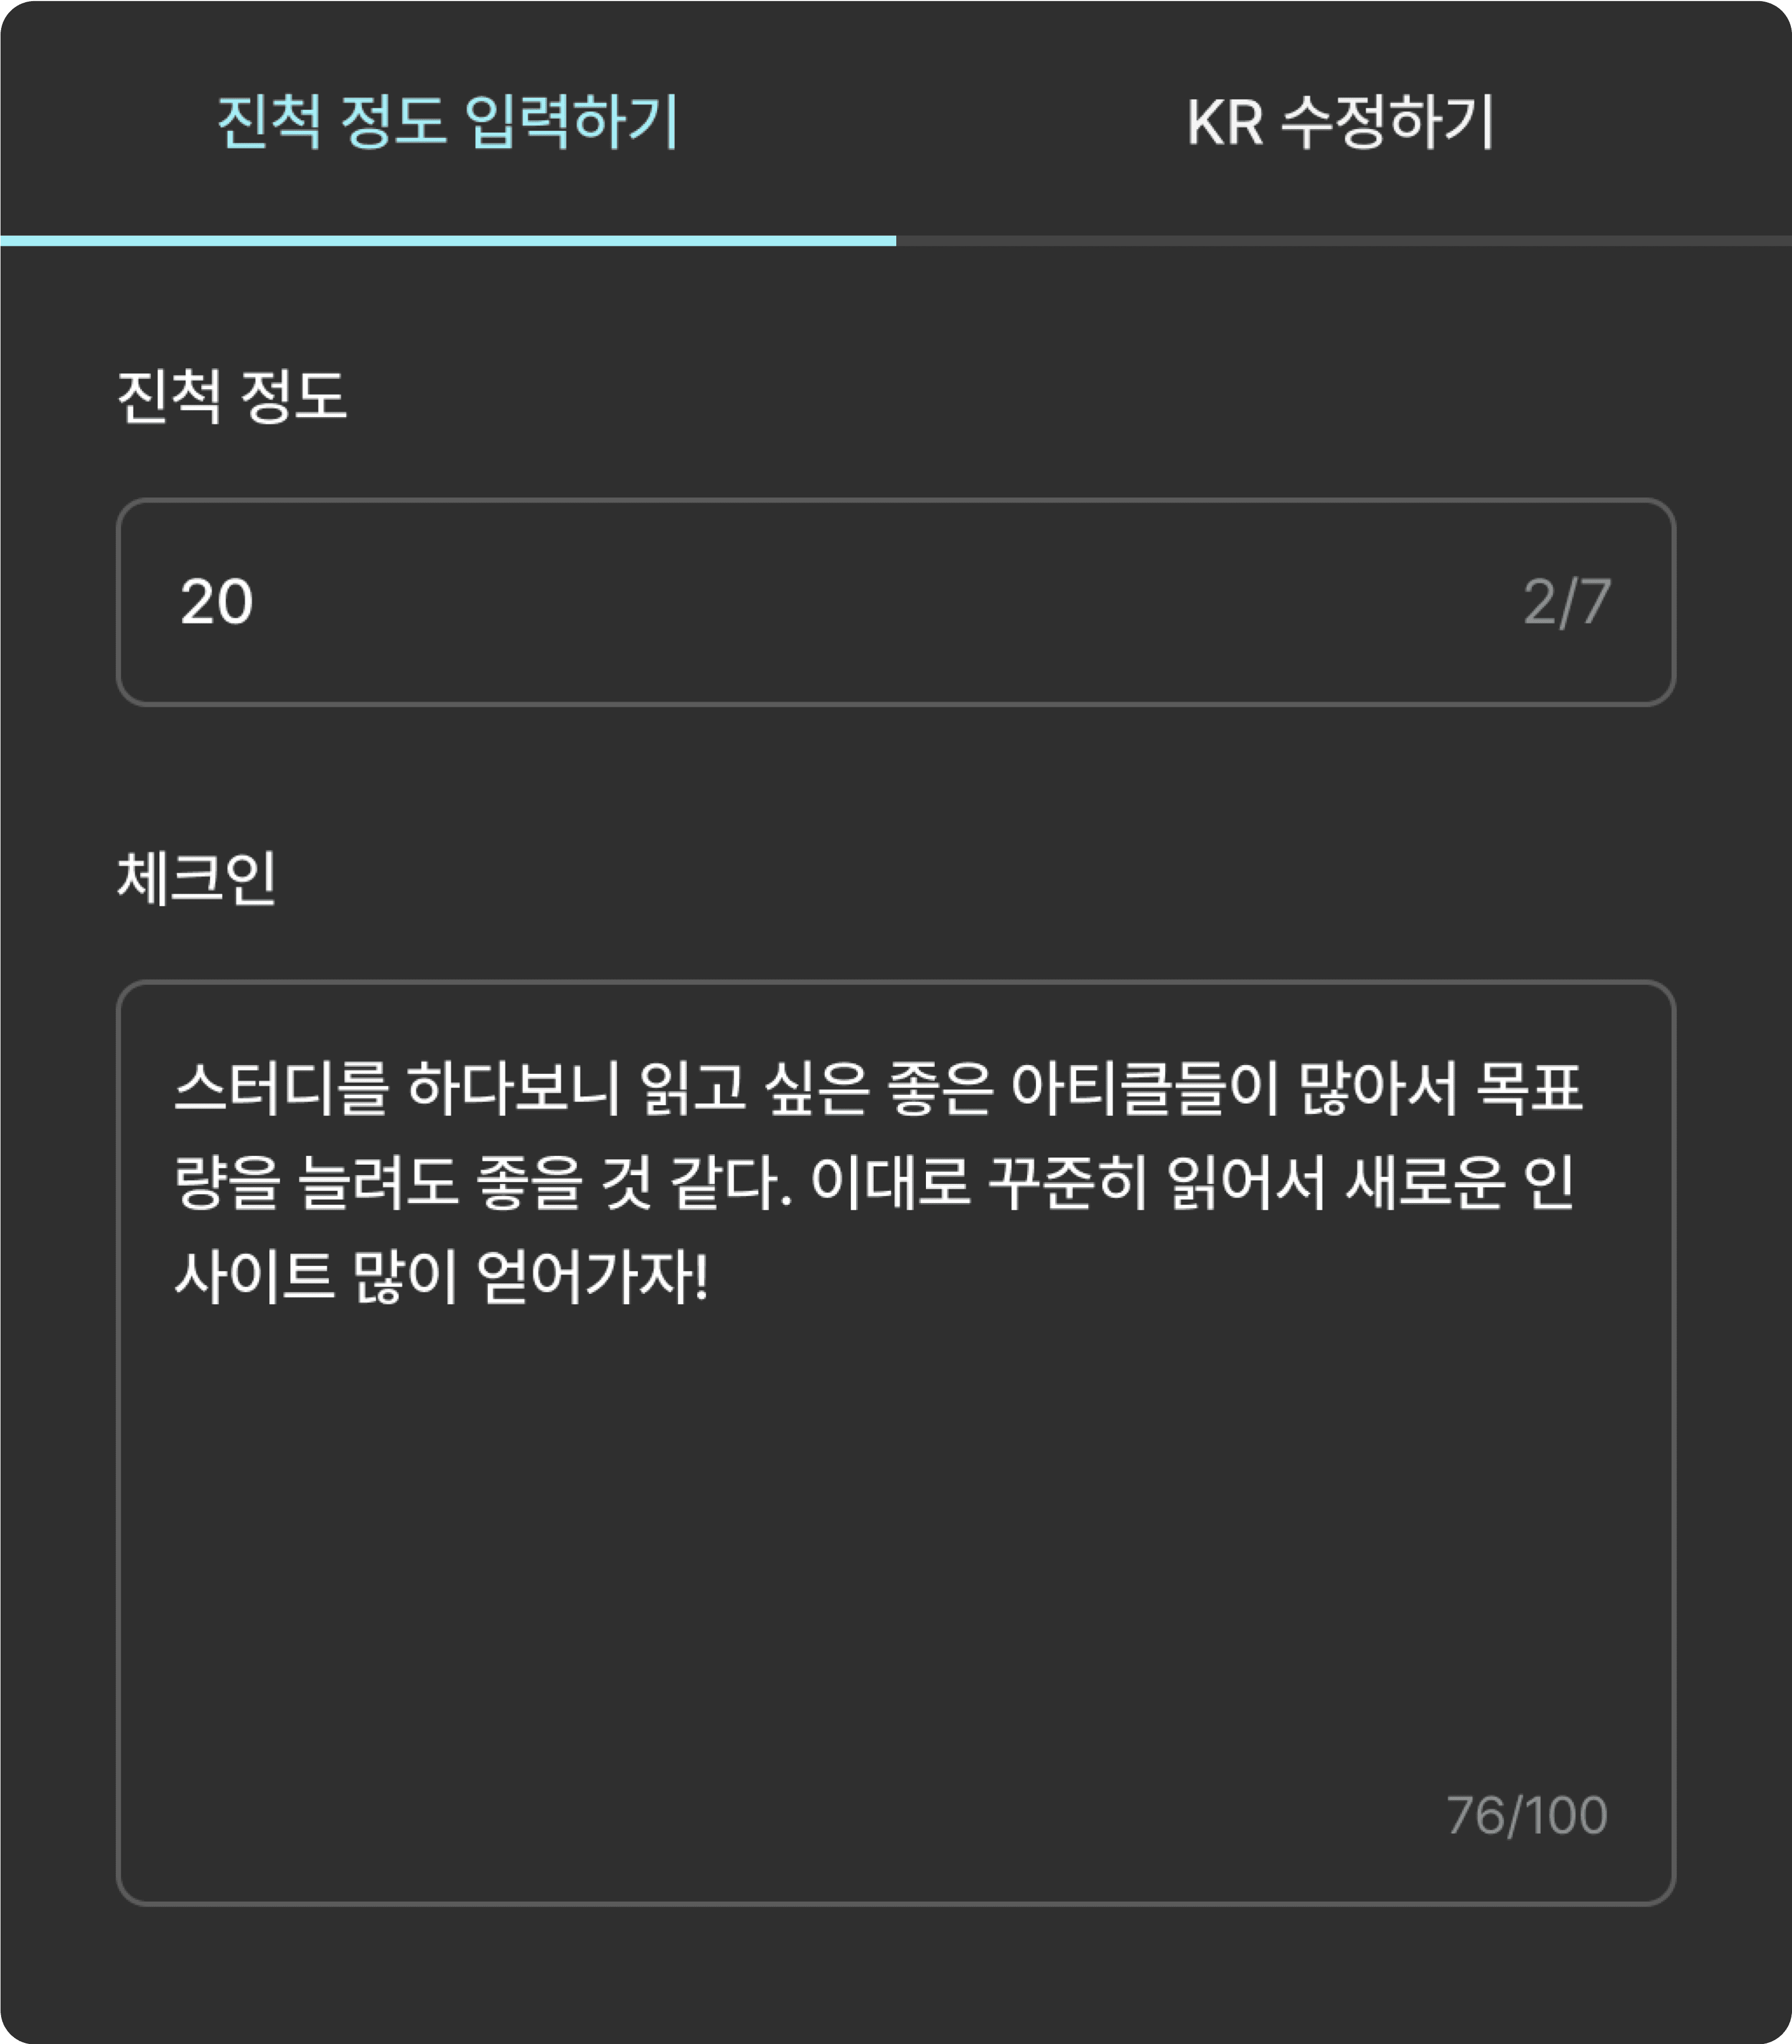 진척 정도 입력하기
KR 수정하기
진척 정도
20
2/7
체크인
스터디를 하다보니 읽고 싶은 좋은 아티클들이 많아서 목표
량을 늘려도 좋을 것 같다. 이대로 꾸준히 읽어서 새로운 인
사이트 많이 얻어가자!
76/100